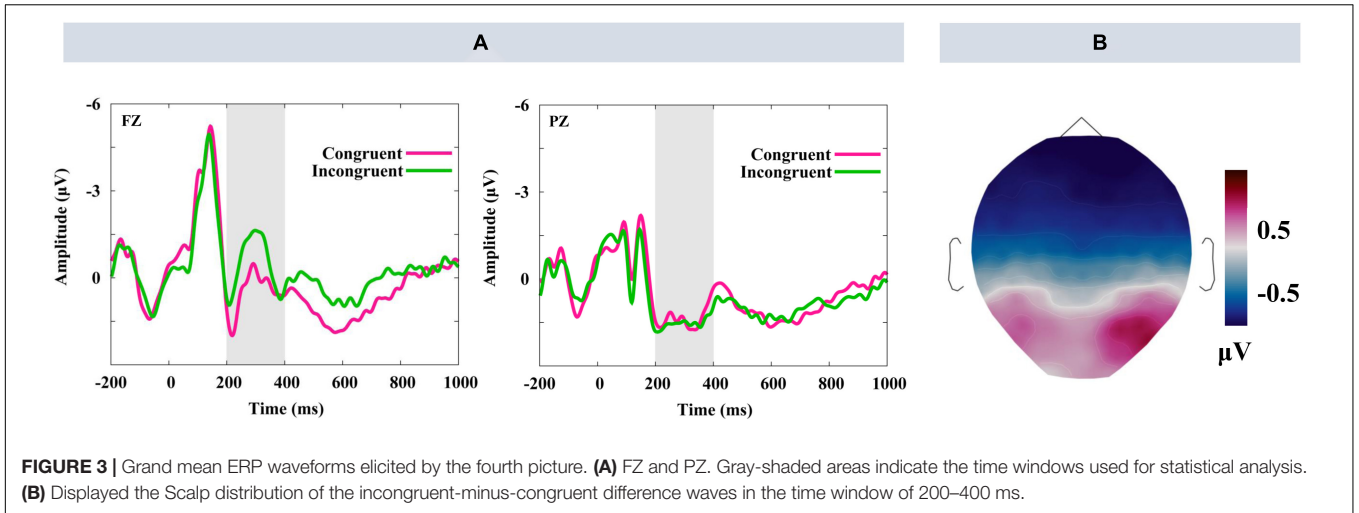 A
B
-6
-3
0
Amplitude (µV)
FZ
Congruent
Incongruent
-200 0 200 400 600 800 1000
Time (ms)
-6
-3
0
Amplitude (µV)
PZ
Congruent
Incongruent
-200 0 200 400 600 800 1000
Time (ms)
0.5
-0.5
µV
FIGURE 3 | Grand mean ERP waveforms elicited by the fourth picture. (A) FZ and PZ. Gray-shaded areas indicate the time windows used for statistical analysis.
(B) Displayed the Scalp distribution of the incongruent-minus-congruent difference waves in the time window of 200–400 ms.